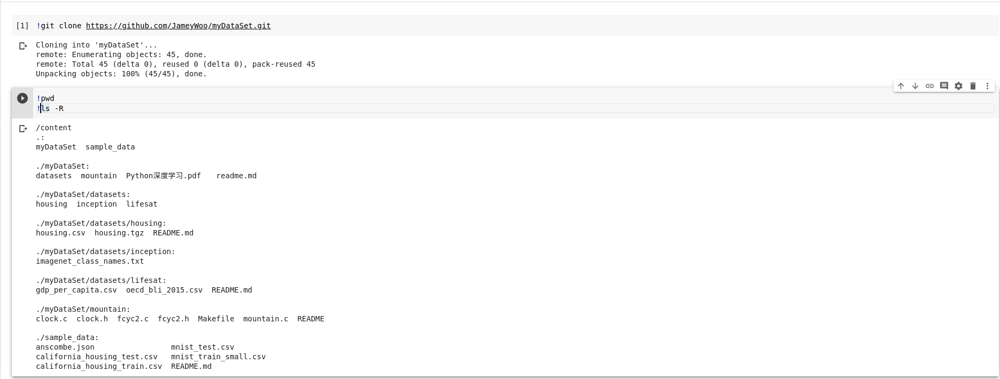 [1] !git clone https://github.com/JameyWoo/myDataSet.git
Cloning into 'myDataSet'...
remote: Enumerating objects: 45, done.
remote: Total 45 (delta 0), reused 0 (delta 0), pack-reused 45
Unpacking objects: 100% (45/45), done.
!pwd
!ls -R
/content
.:
myDataSet  sample_data
./myDataSet:
datasets  mountain  Python深度学习.pdf  readme.md
./myDataSet/datasets:
housing  inception  lifesat
./myDataSet/datasets/housing:
housing.csv  housing.tgz  README.md
./myDataSet/datasets/inception:
imagenet_class_names.txt
./myDataSet/datasets/lifesat:
gdp_per_capita.csv  oecd_bli_2015.csv  README.md
./myDataSet/mountain:
clock.c  clock.h  fcyc2.c  fcyc2.h  Makefile  mountain.c  README
./sample_data:
anscombe.json  mnist_test.csv
california_housing_test.csv  mnist_train_small.csv
california_housing_train.csv  README.md